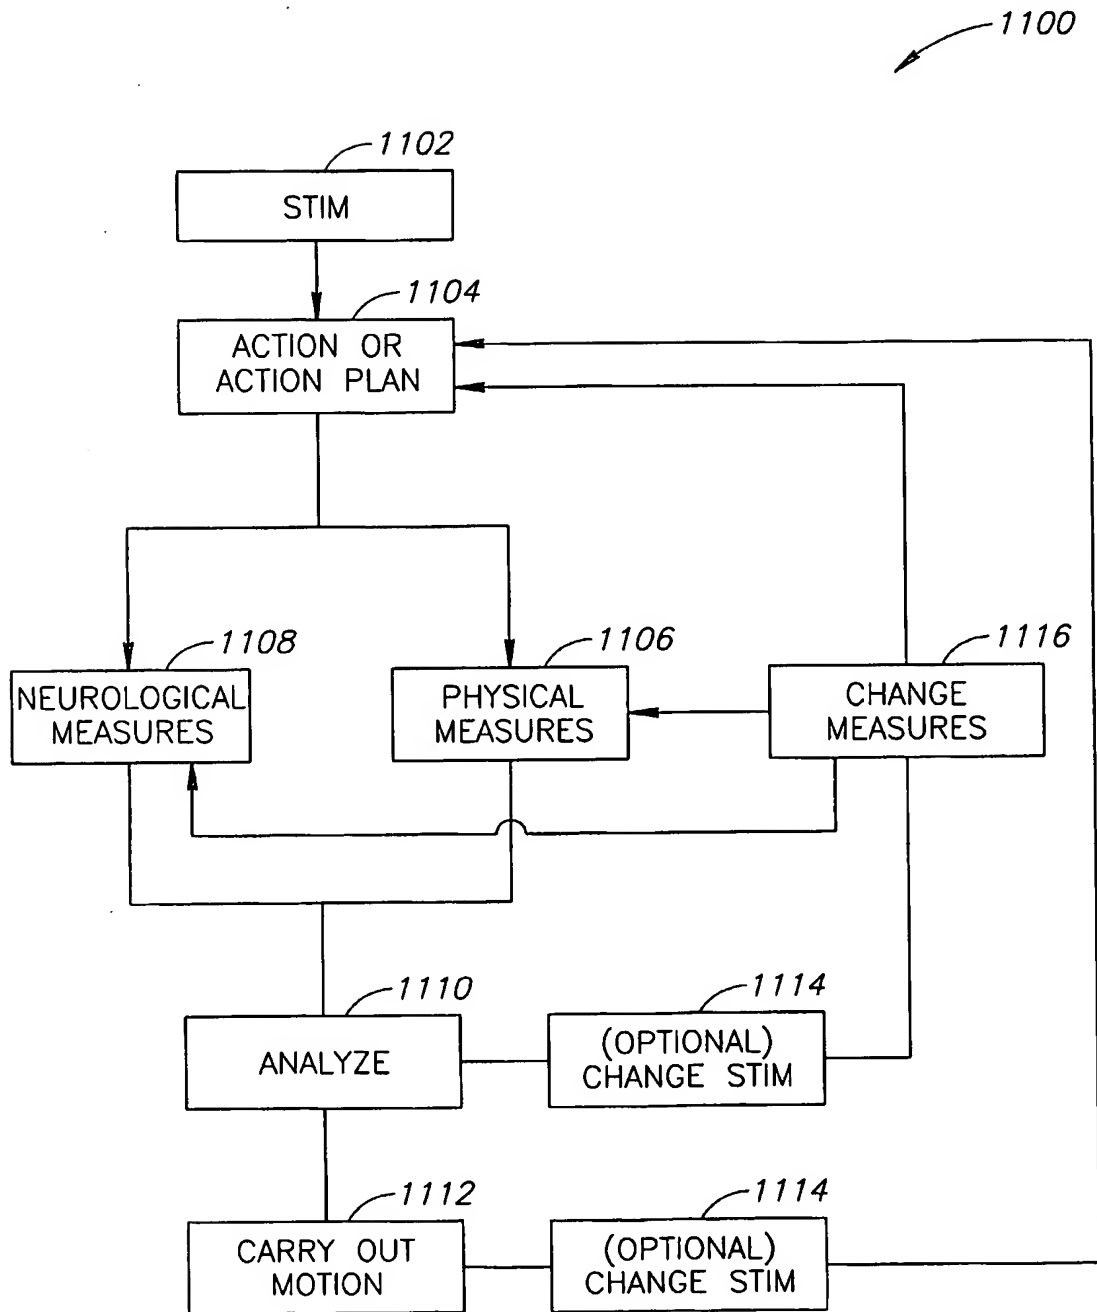 1100
1102
STIM
1104
ACTION OR
ACTION PLAN
1108
NEUROLOGICAL
MEASURES
1106
PHYSICAL
MEASURES
1116
CHANGE
MEASURES
1110
ANALYZE
1114
(OPTIONAL)
CHANGE STIM
1112
CARRY OUT
MOTION
1114
(OPTIONAL)
CHANGE STIM